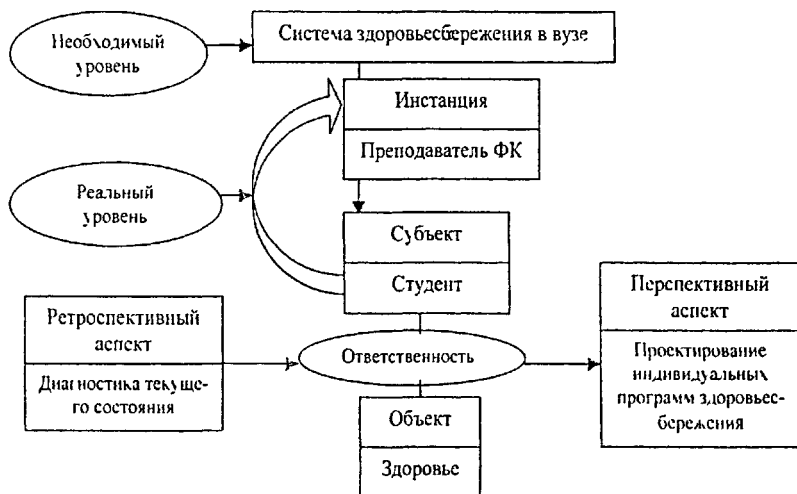 Необходимый
уровень
Система здоровьесбережения в вузе
Инстанция
Преподаватель ФК
Реальный
уровень
Субъект
Студент
Ретроспективный
аспект
Диагностика текуще-
го состояния
Ответственность
Перспективный
аспект
Проектирование
индивидуальных
программ здоровьес-
бережения
Объект
Здоровье